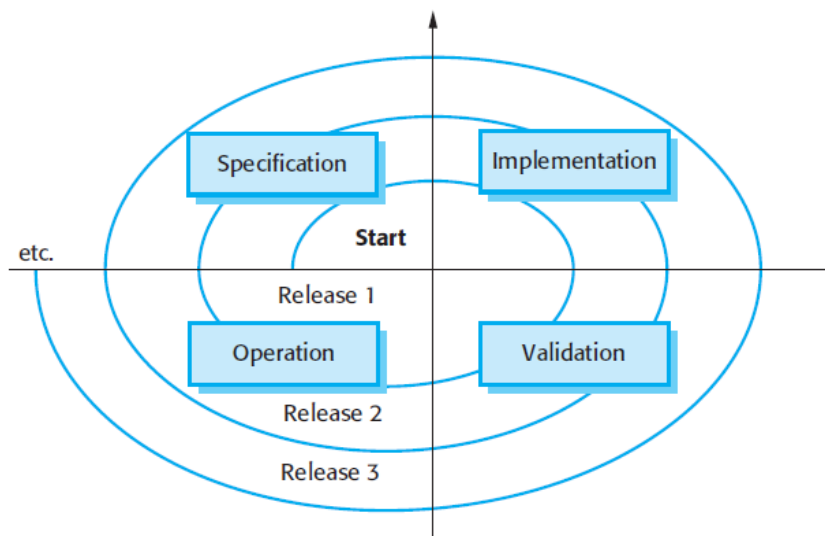 Specification
Implementation
Start
etc.
Release 1
Operation
Validation
Release 2
Release 3